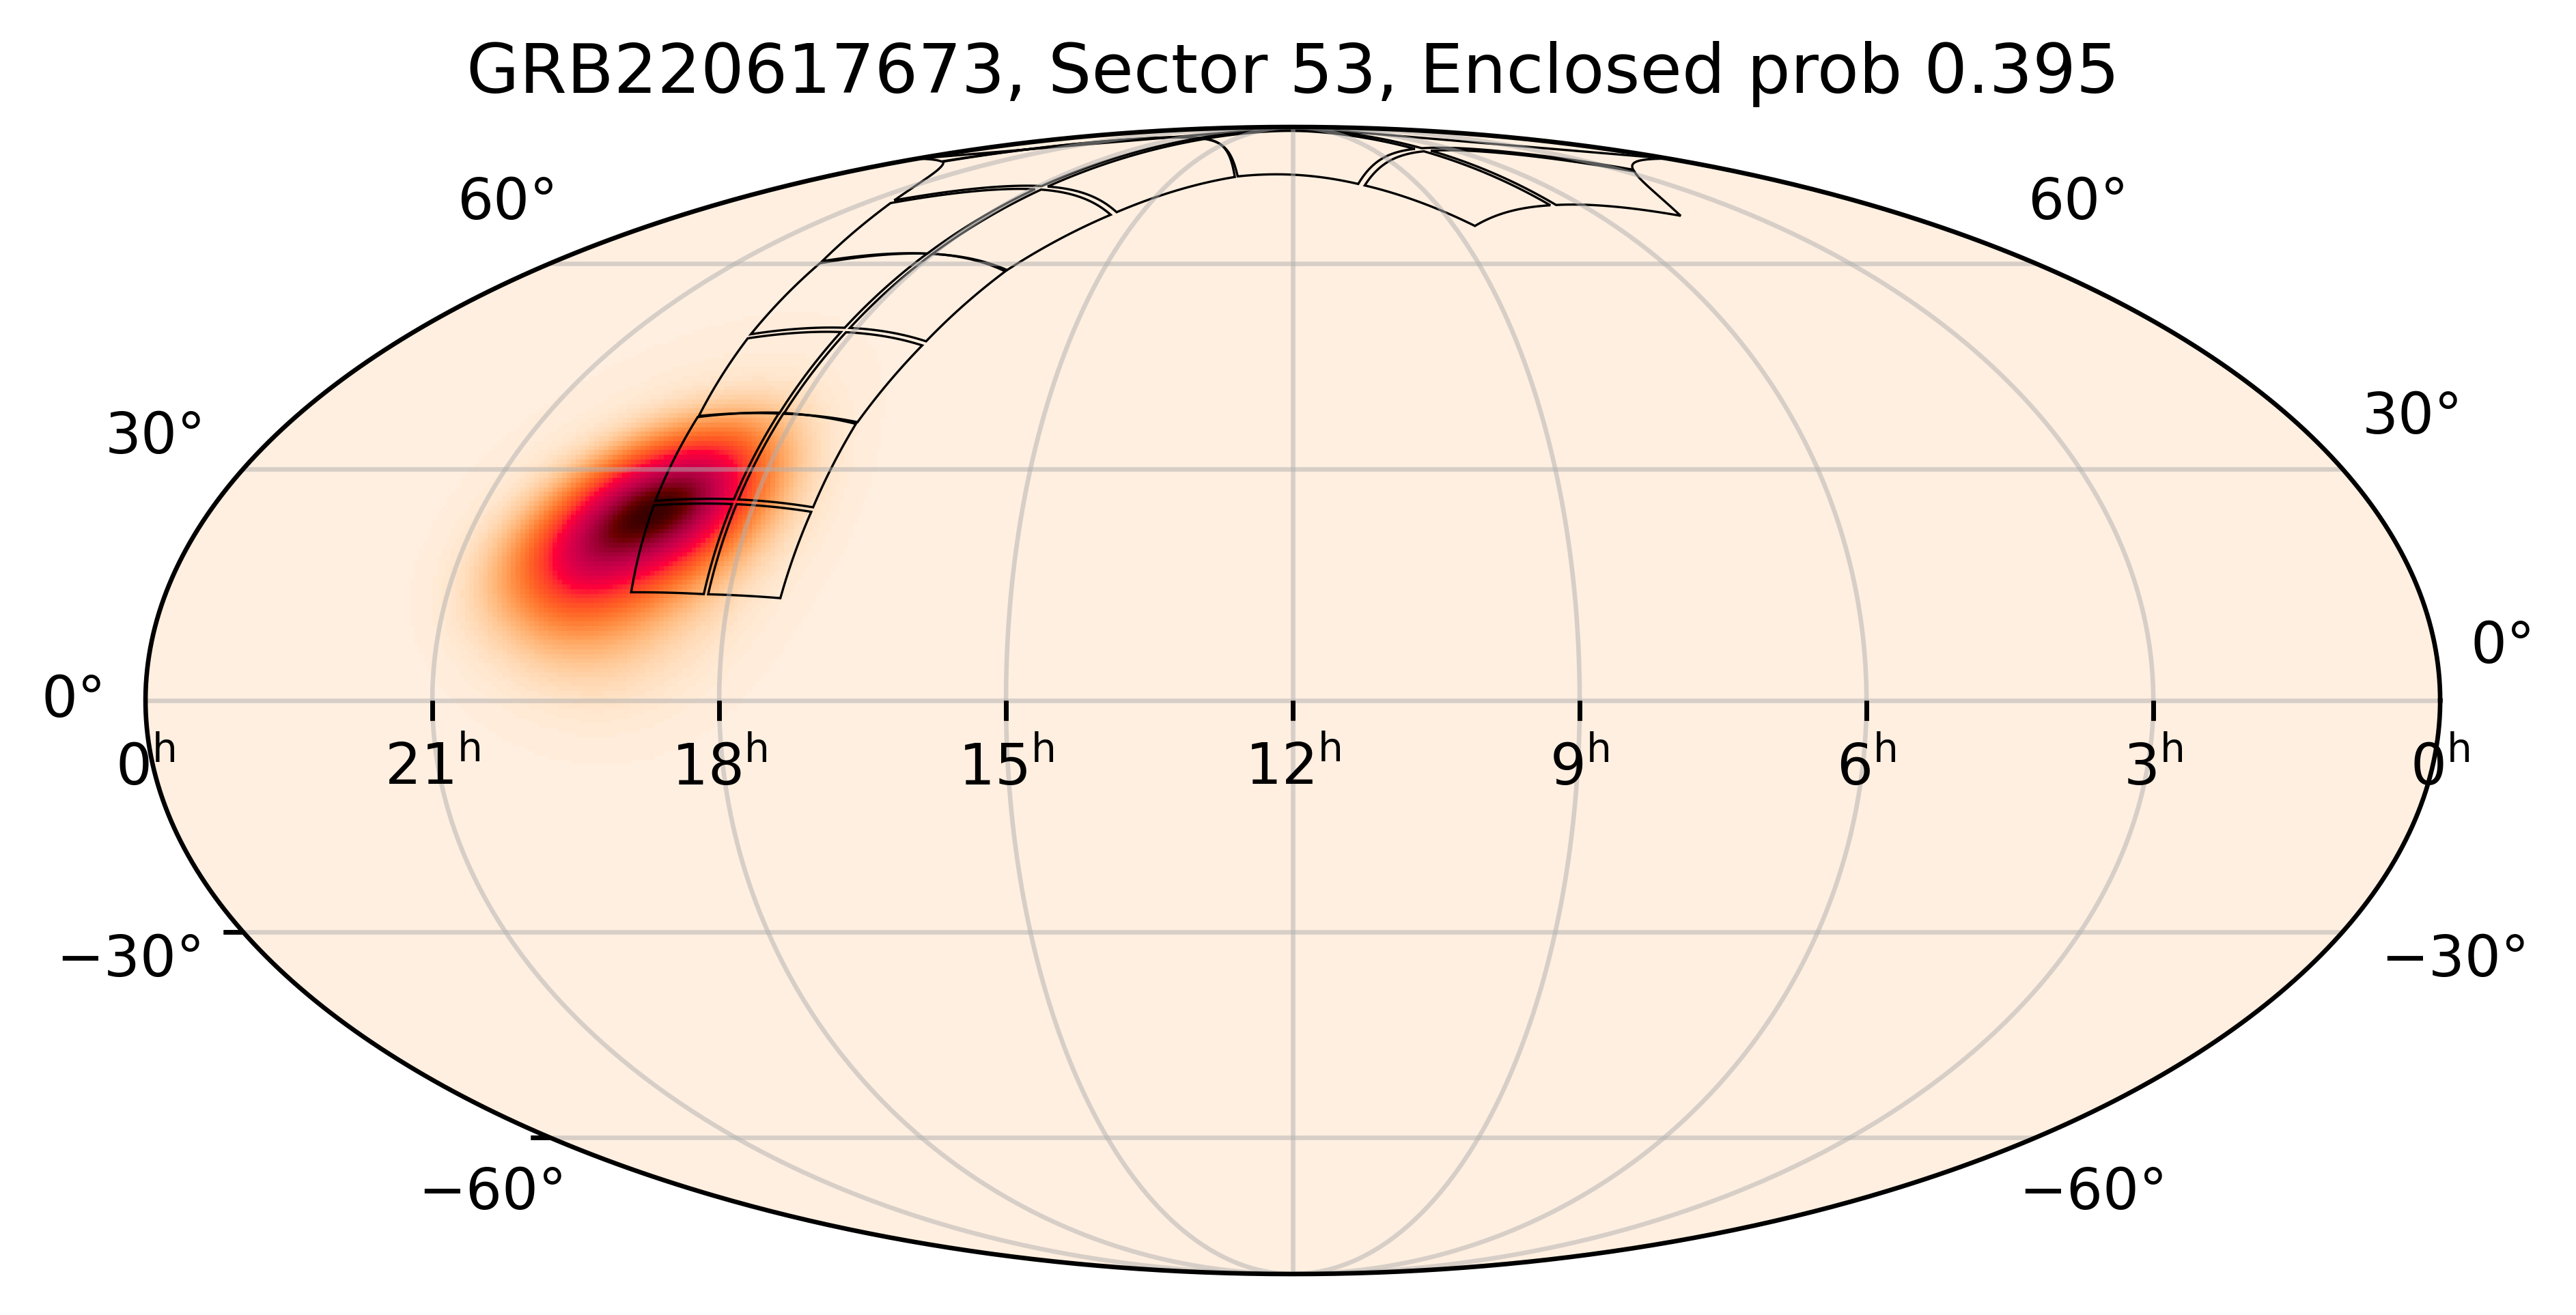 GRB220617673, Sector 53, Enclosed prob 0.395
60° 60°
30° 30°
0° 0°
0ʰ 21ʰ 18ʰ 15ʰ 12ʰ 9ʰ 6ʰ 3ʰ 0ʰ
−30° −30°
−60° −60°